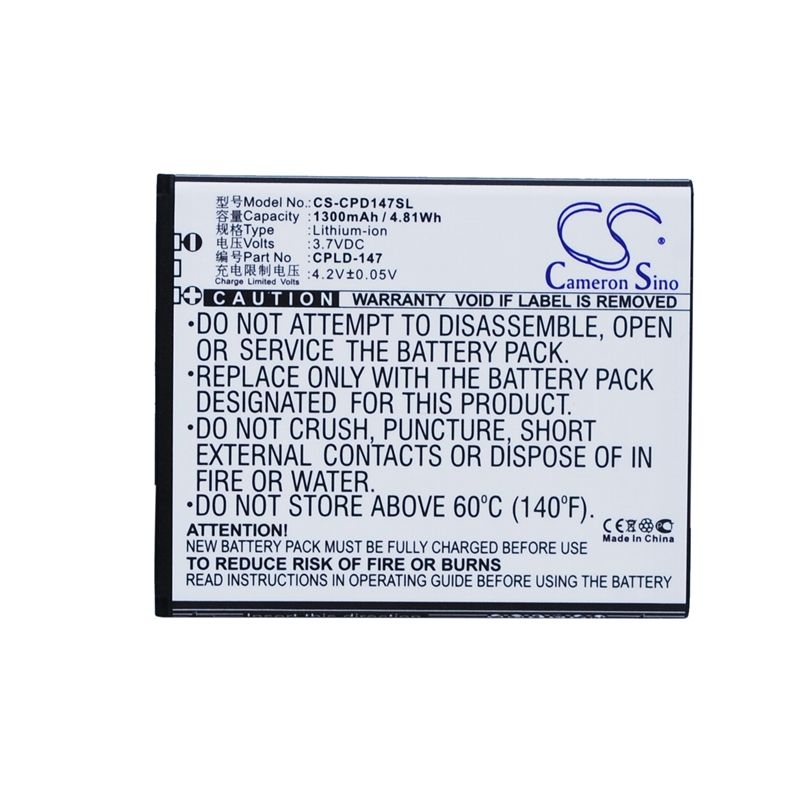 型号Model: CS-CPD147SL
容量Capacity: 1300mAh / 4.81Wh
规格Type: Lithium-ion
电压Volts: 3.7VDC
编号Part No: CPLD-147
充电限制电压: 4.2V±0.05V
Charge Limited Volts
CS
Cameron Sino
CAUTION WARRANTY VOID IF LABEL IS REMOVED
•DO NOT ATTEMPT TO DISASSEMBLE, OPEN
OR SERVICE THE BATTERY PACK.
•REPLACE ONLY WITH THE BATTERY PACK
DESIGNATED FOR THIS PRODUCT.
•DO NOT CRUSH, PUNCTURE, SHORT
EXTERNAL CONTACTS OR DISPOSE OF
IN FIRE OR WATER.
•DO NOT STORE ABOVE 60ºC (140ºF).
ATTENTION!
NEW BATTERY PACK MUST BE FULLY CHARGED BEFORE USE
TO REDUCE RISK OF FIRE OR BURNS
READ INSTRUCTIONS IN OPERATING GUIDE BEFORE BATTERY INSTALLATION
CE
Made In China
Insert this direction